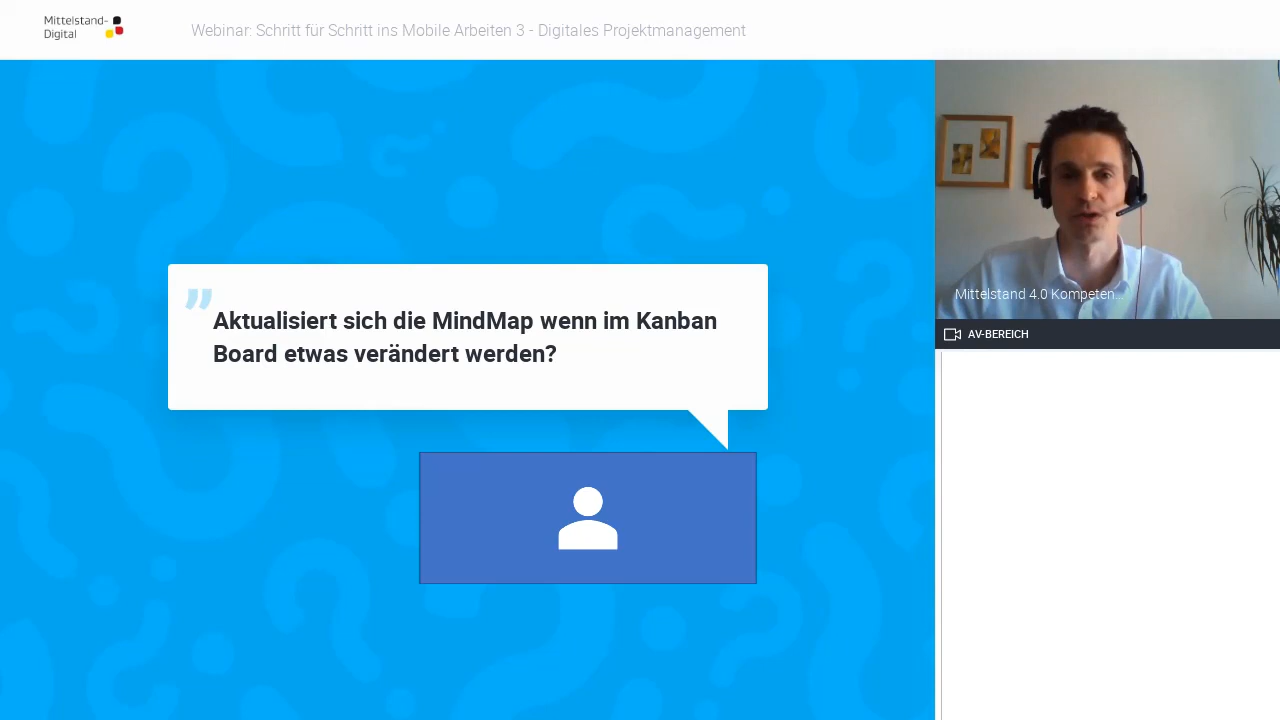 Mittelstand-
Digital
Webinar: Schritt für Schritt ins Mobile Arbeiten 3 - Digitales Projektmanagement
"
Aktualisiert sich die MindMap wenn im Kanban
Board etwas verändert werden?
Mittelstand 4.0 Kompeten...
AV-BEREICH